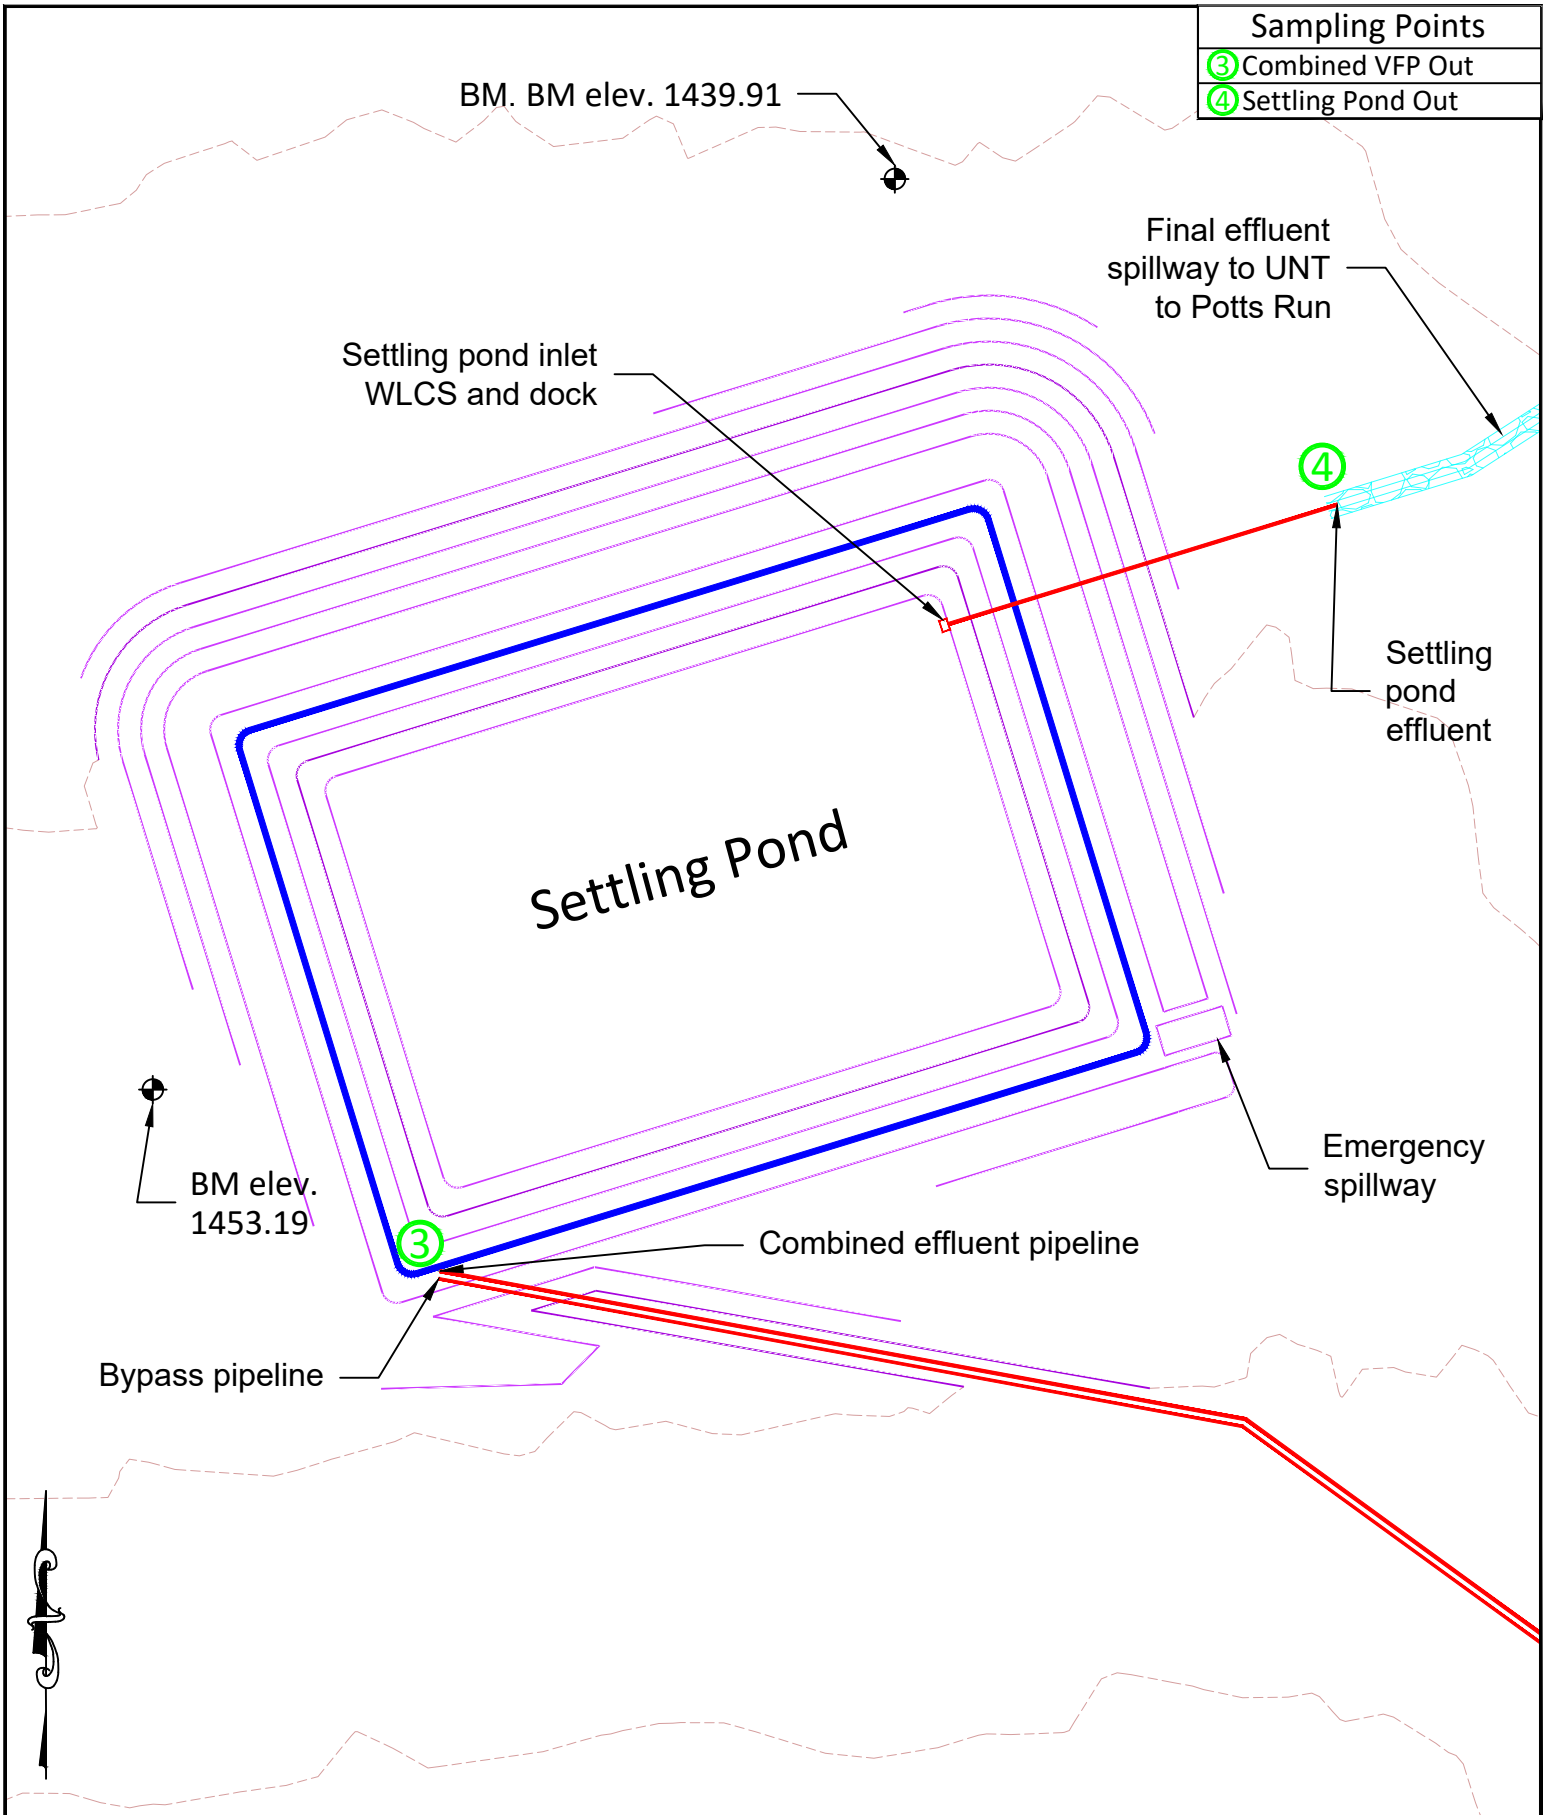 Sampling Points
3 Combined VFP Out
4 Settling Pond Out
BM. BM elev. 1439.91
Final effluent
spillway to UNT
to Potts Run
Settling pond inlet
WLCS and dock
4
Settling
pond
effluent
Settling Pond
Emergency
spillway
BM elev.
1453.19
3
Combined effluent pipeline
Bypass pipeline